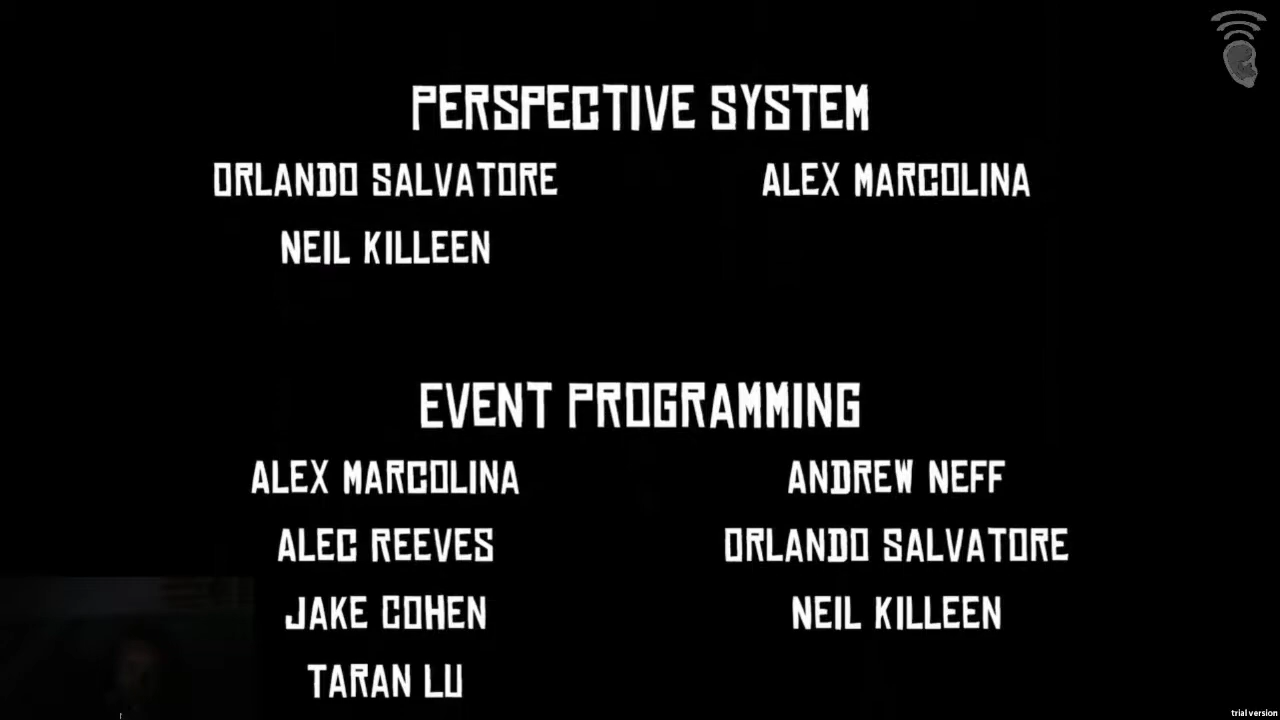 PERSPECTIVE SYSTEM
ORLANDO SALVATORE ALEX MARCOLINA
NEIL KILLEEN
EVENT PROGRAMMING
ALEX MARCOLINA ANDREW NEFF
ALEC REEVES ORLANDO SALVATORE
JAKE COHEN NEIL KILLEEN
TARAN LU
trial version